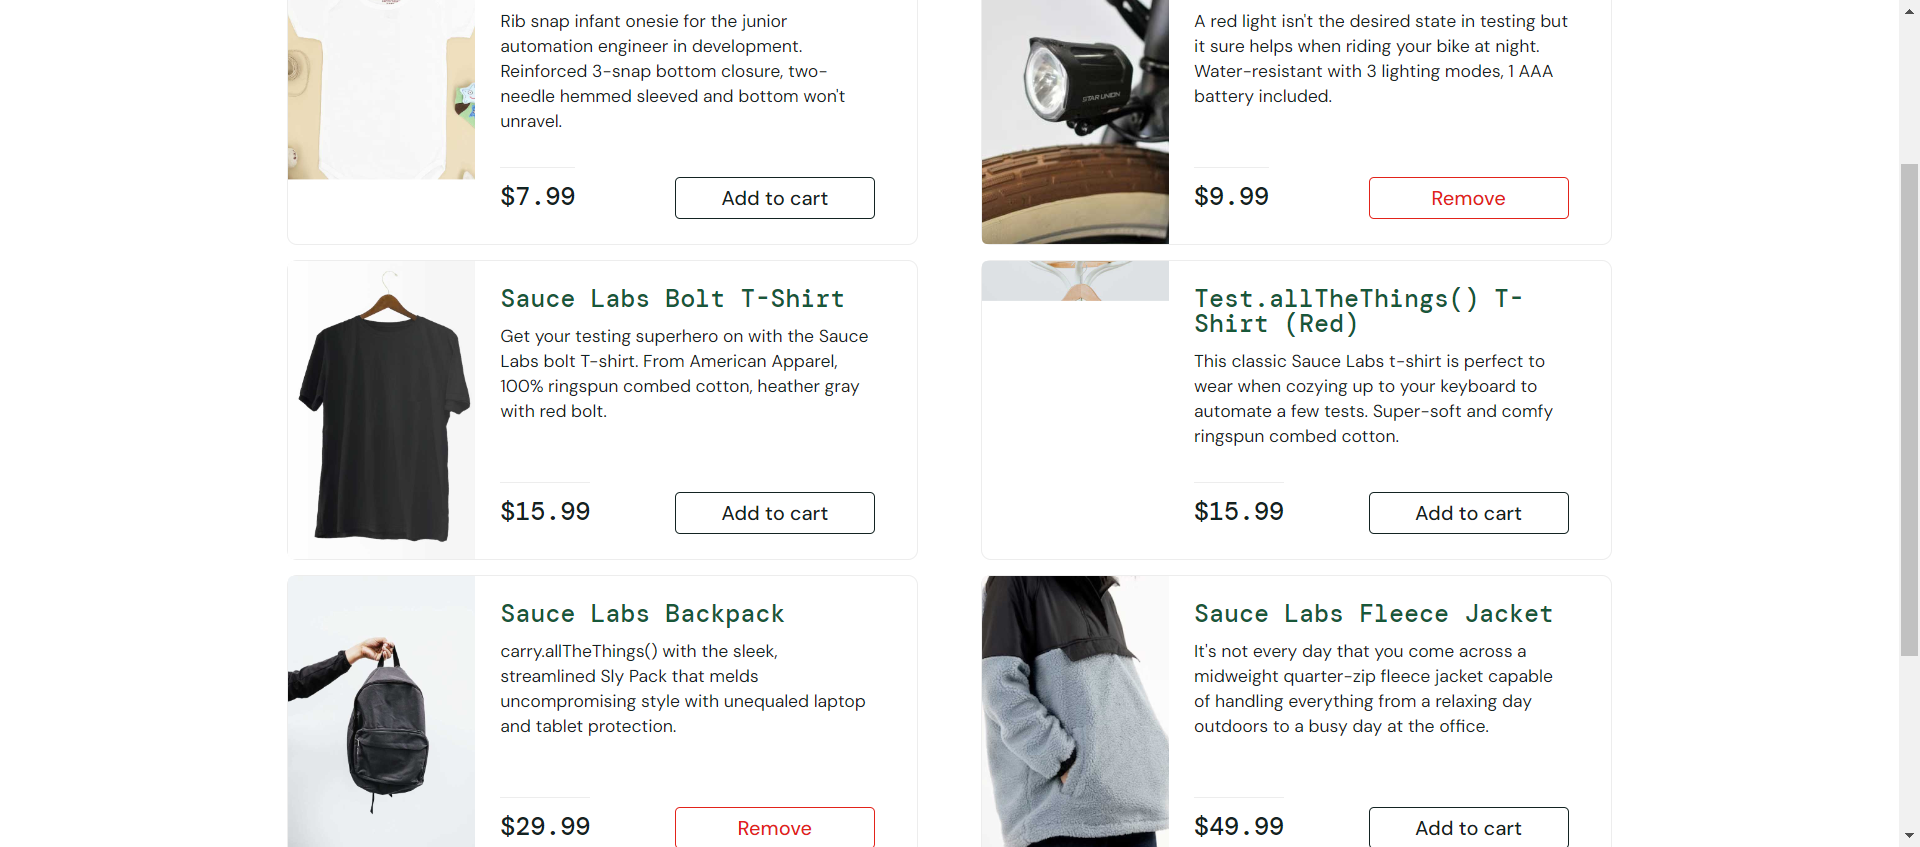 Rib snap infant onesie for the junior
automation engineer in development.
Reinforced 3-snap bottom closure, two-
needle hemmed sleeved and bottom won't
unravel.
$7.99
Add to cart
A red light isn't the desired state in testing but
it sure helps when riding your bike at night.
Water-resistant with 3 lighting modes, 1 AAA
battery included.
STAR UNION
$9.99
Remove
Sauce Labs Bolt T-Shirt
Get your testing superhero on with the Sauce
Labs bolt T-shirt. From American Apparel,
100% ringspun combed cotton, heather gray
with red bolt.
$15.99
Add to cart
Test.allTheThings() T-
Shirt (Red)
This classic Sauce Labs t-shirt is perfect to
wear when cozying up to your keyboard to
automate a few tests. Super-soft and comfy
ringspun combed cotton.
$15.99
Add to cart
Sauce Labs Backpack
carry.allTheThings() with the sleek,
streamlined Sly Pack that melds
uncompromising style with unequaled laptop
and tablet protection.
$29.99
Remove
Sauce Labs Fleece Jacket
It's not every day that you come across a
midweight quarter-zip fleece jacket capable
of handling everything from a relaxing day
outdoors to a busy day at the office.
$49.99
Add to cart